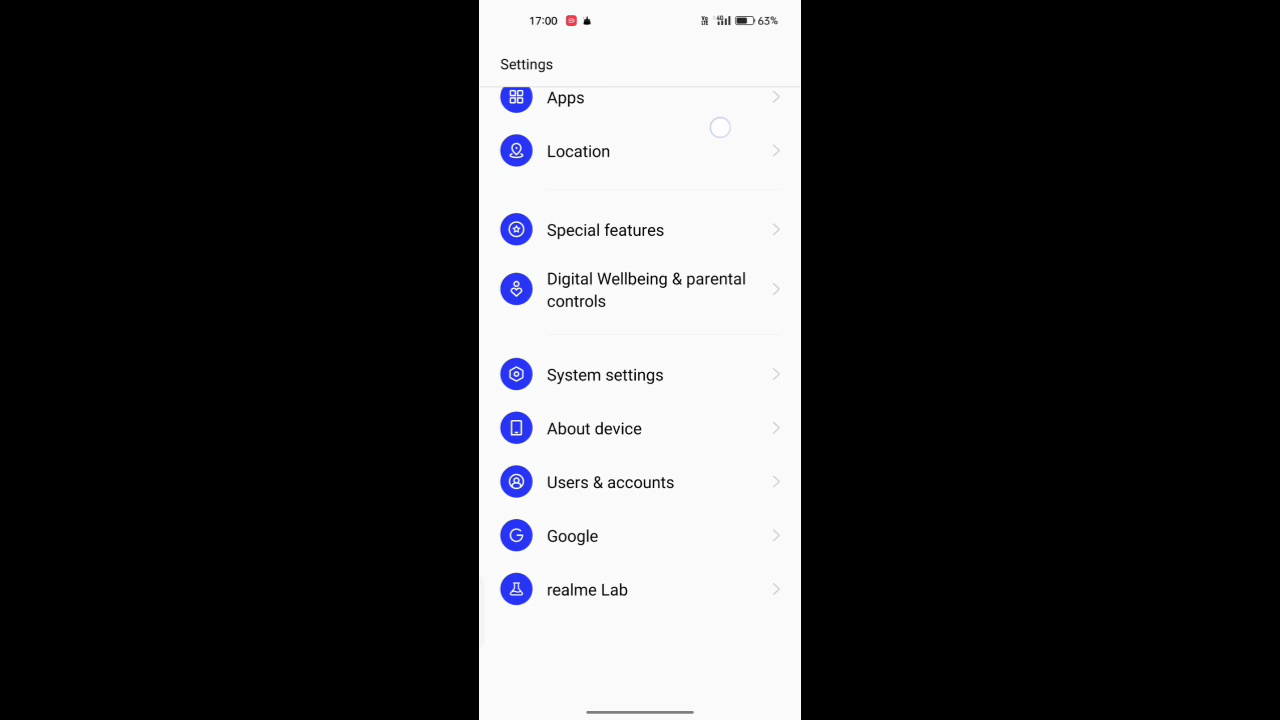 17:00 63%
Settings
Apps
Location
Special features
Digital Wellbeing & parental
controls
System settings
About device
Users & accounts
Google
realme Lab